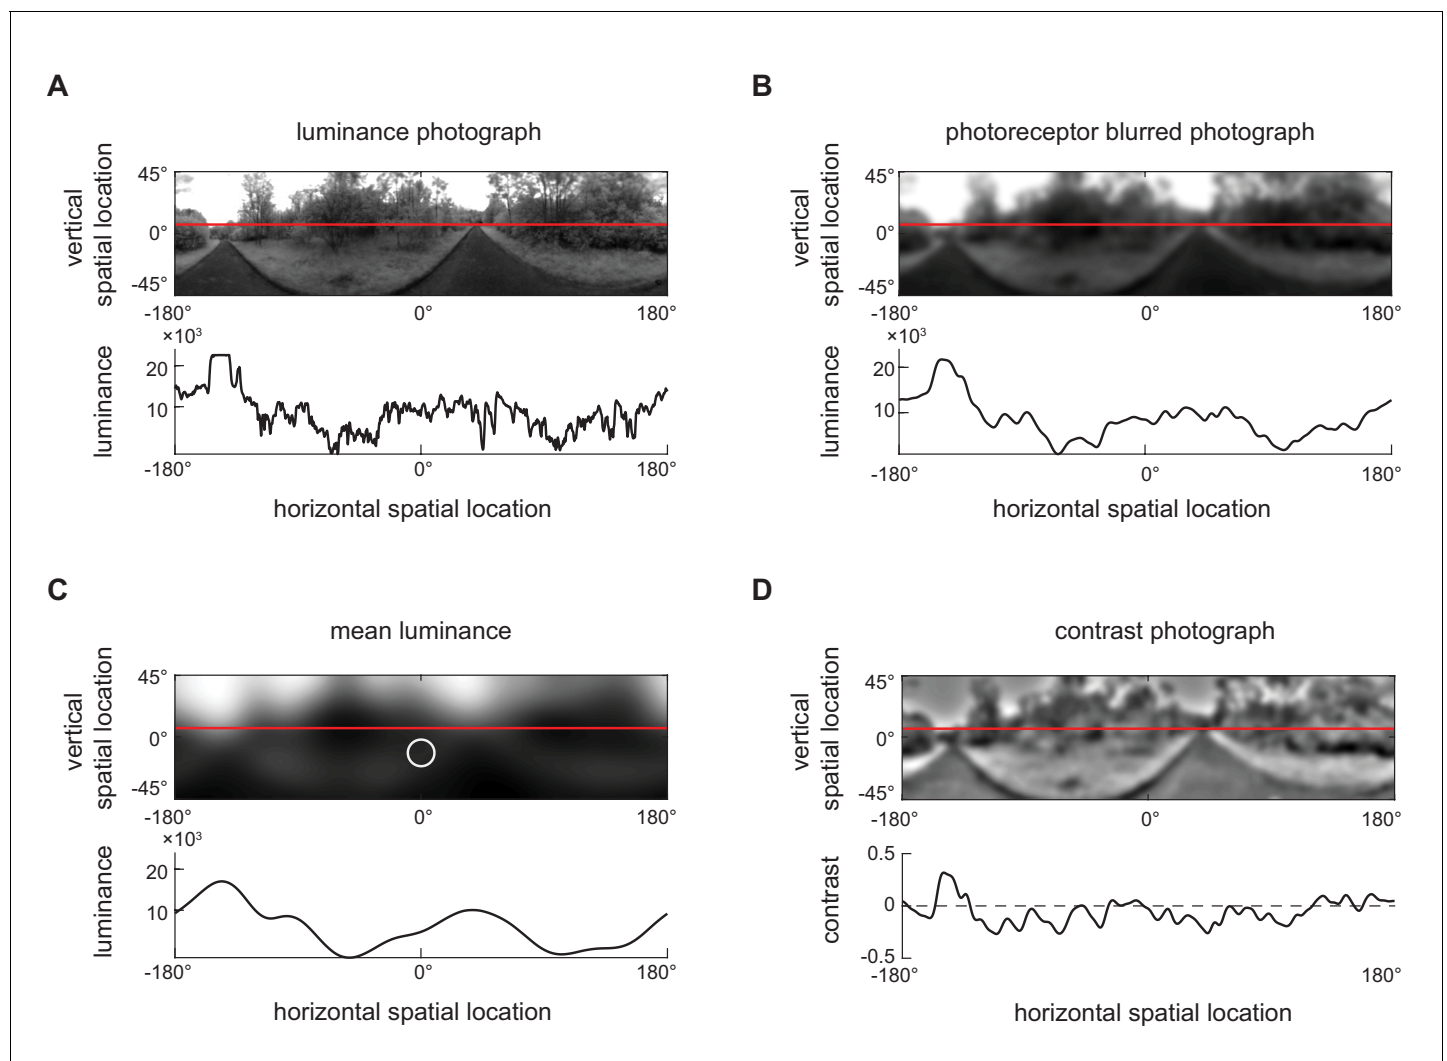 A
luminance photograph
vertical
spatial location
45°
0°
-45°
-180° 0° 180°
×10³
luminance
20
10
-180° 0° 180°
horizontal spatial location
B
photoreceptor blurred photograph
vertical
spatial location
45°
0°
-45°
-180° 0° 180°
×10³
luminance
20
10
-180° 0° 180°
horizontal spatial location
C
mean luminance
vertical
spatial location
45°
0°
-45°
-180° 0° 180°
×10³
luminance
20
10
-180° 0° 180°
horizontal spatial location
D
contrast photograph
vertical
spatial location
45°
0°
-45°
-180° 0° 180°
contrast
0.5
0
-0.5
-180° 180°
horizontal spatial location